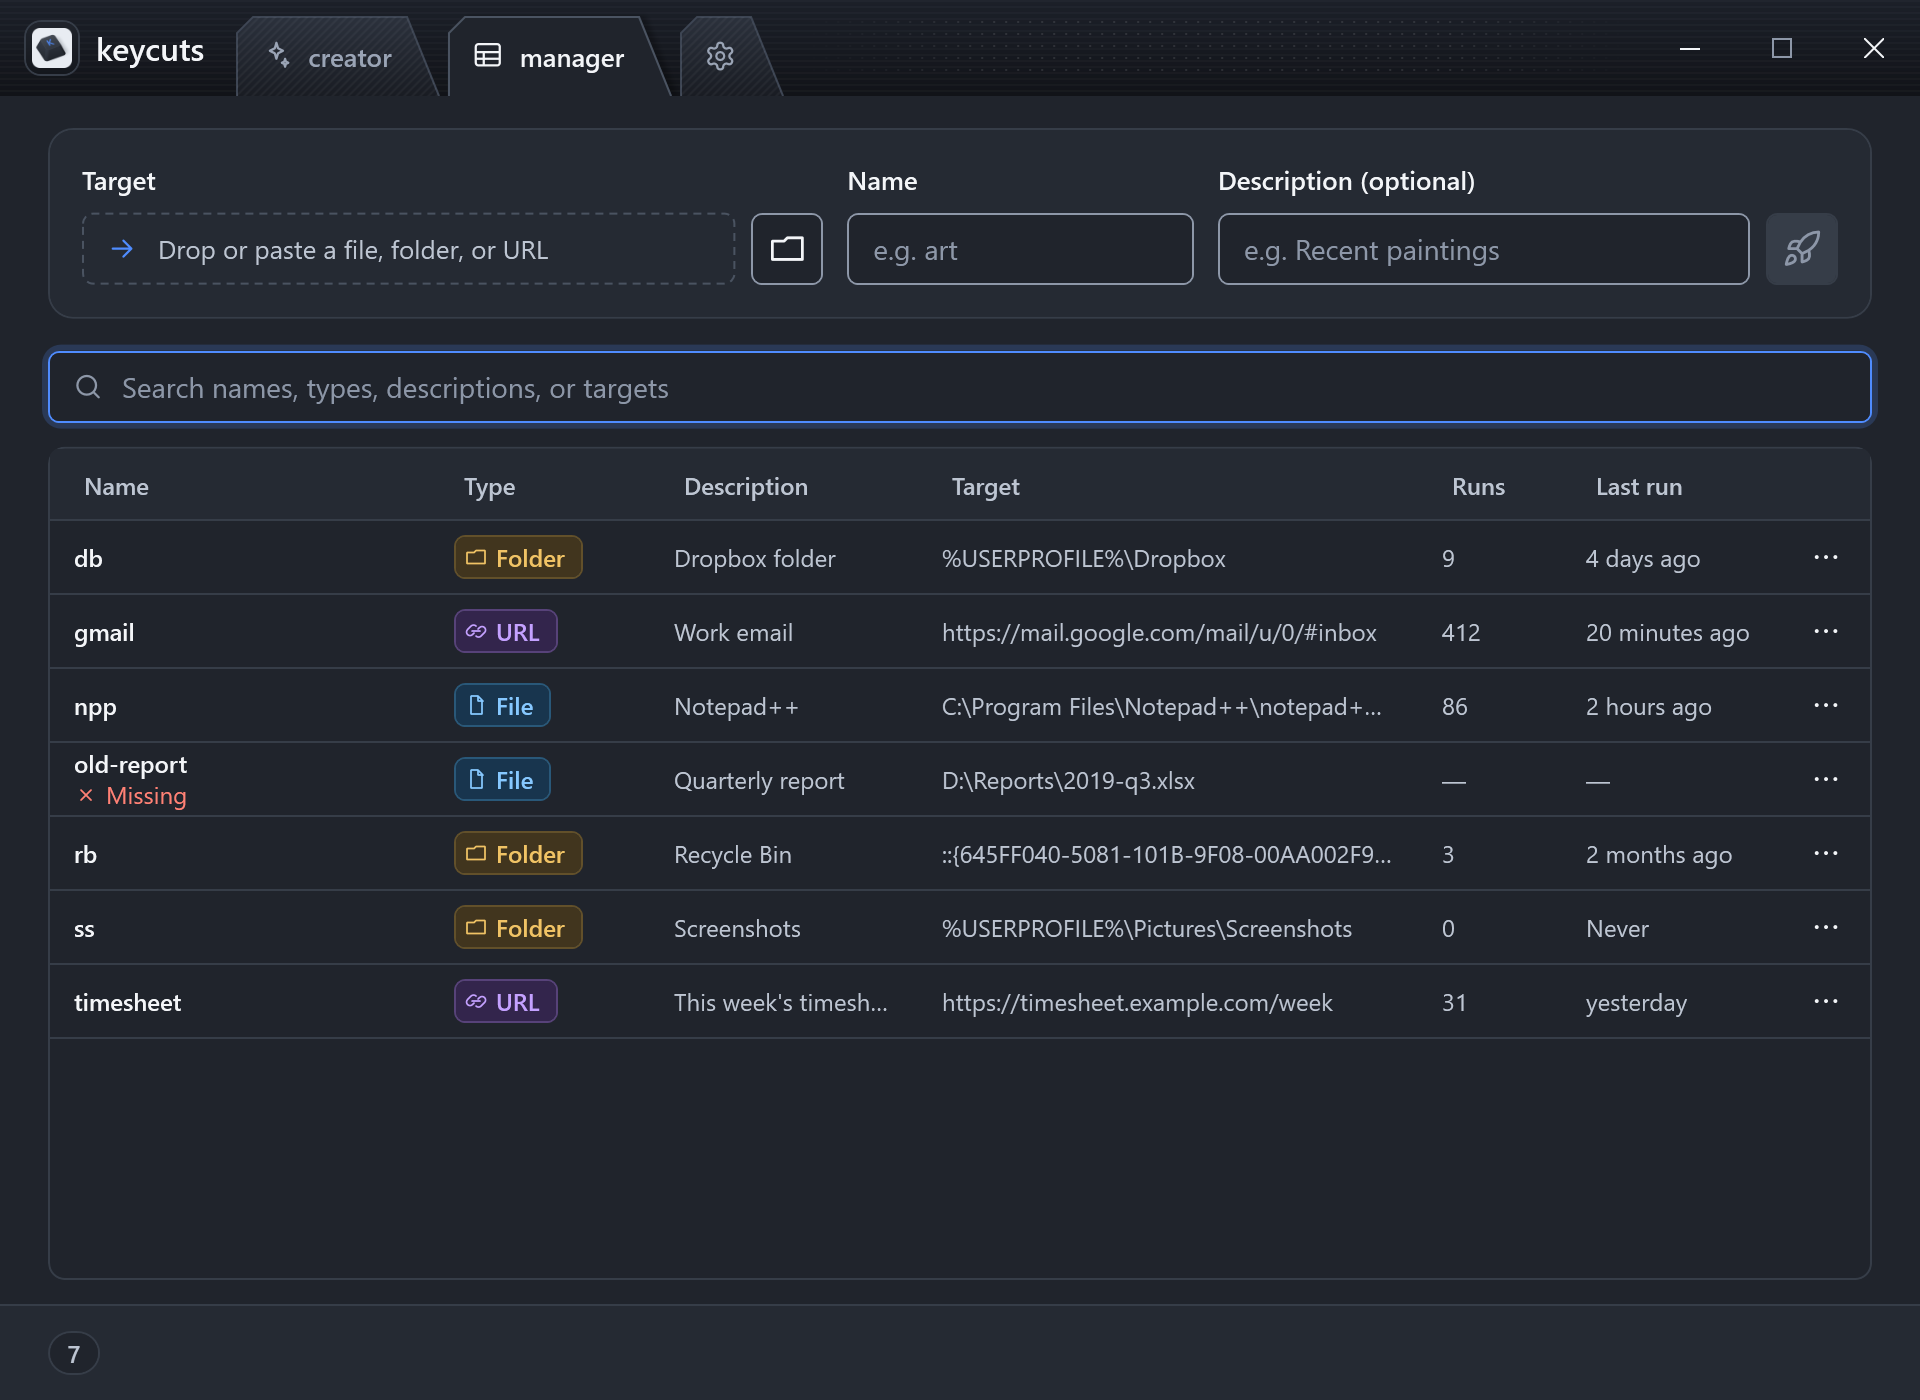 keycuts
creator
manager
Target
Name
Description (optional)
Drop or paste a file, folder, or URL
e.g. art
e.g. Recent paintings
Search names, types, descriptions, or targets
Name Type Description Target Runs Last run
db Folder Dropbox folder %USERPROFILE%\Dropbox 9 4 days ago ...
gmail URL Work email https://mail.google.com/mail/u/0/#inbox 412 20 minutes ago ...
npp File Notepad++ C:\Program Files\Notepad++\notepad+... 86 2 hours ago ...
old-report File Quarterly report D:\Reports\2019-q3.xlsx — — ...
Missing
rb Folder Recycle Bin ::{645FF040-5081-101B-9F08-00AA002F9... 3 2 months ago ...
ss Folder Screenshots %USERPROFILE%\Pictures\Screenshots 0 Never ...
timesheet URL This week's timesh... https://timesheet.example.com/week 31 yesterday ...
7